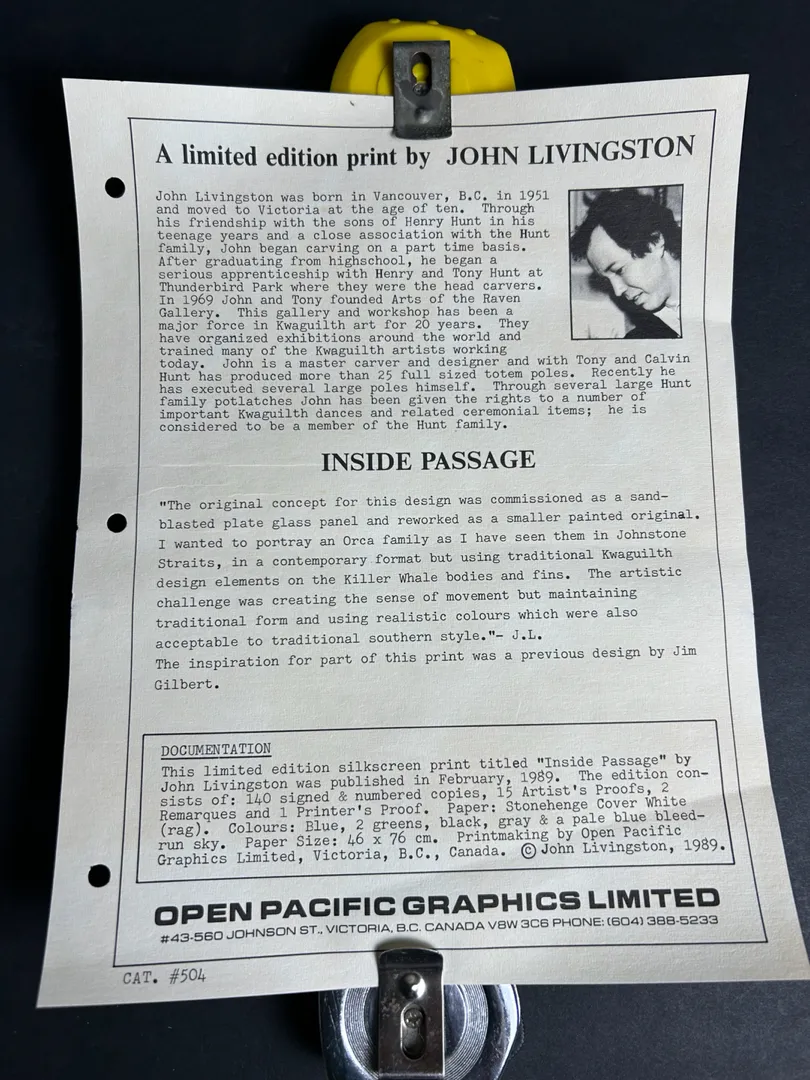 A limited edition print by JOHN LIVINGSTON
John Livingston was born in Vancouver, B.C. in 1951
and moved to Victoria at the age of ten. Through
his friendship with the sons of Henry Hunt in his
teenage years and a close association with the Hunt
family, John began carving on a part time basis.
After graduating from highschool, he began a
serious apprenticeship with Henry and Tony Hunt at
Thunderbird Park where they were the head carvers.
In 1969 John and Tony founded Arts of the Raven
Gallery. This gallery and workshop has been a
major force in Kwaguilth art for 20 years. They
have organized exhibitions around the world and
trained many of the Kwaguilth artists working
today. John is a master carver and designer and with Tony and Calvin
Hunt has produced more than 25 full sized totem poles. Recently he
has executed several large poles himself. Through several large Hunt
family potlatches John has been given the rights to a number of
important Kwaguilth dances and related ceremonial items; he is
considered to be a member of the Hunt family.
INSIDE PASSAGE
"The original concept for this design was commissioned as a sand-
blasted plate glass panel and reworked as a smaller painted original.
I wanted to portray an Orca family as I have seen them in Johnstone
Straits, in a contemporary format but using traditional Kwaguilth
design elements on the Killer Whale bodies and fins. The artistic
challenge was creating the sense of movement but maintaining
traditional form and using realistic colours which were also
acceptable to traditional southern style."- J.L.
The inspiration for part of this print was a previous design by Jim
Gilbert.
DOCUMENTATION
This limited edition silkscreen print titled "Inside Passage" by
John Livingston was published in February, 1989. The edition con-
sists of: 140 signed & numbered copies, 15 Artist's Proofs, 2
Remarques and 1 Printer's Proof. Paper: Stonehenge Cover White
(rag). Colours: Blue, 2 greens, black, gray & a pale blue bleed-
run sky. Paper Size: 46 x 76 cm. Printmaking by Open Pacific
Graphics Limited, Victoria, B.C., Canada. © John Livingston, 1989.
OPEN PACIFIC GRAPHICS LIMITED
#43-560 JOHNSON ST., VICTORIA, B.C. CANADA V8W 3C6 PHONE: (604) 388-5233
CAT. #504